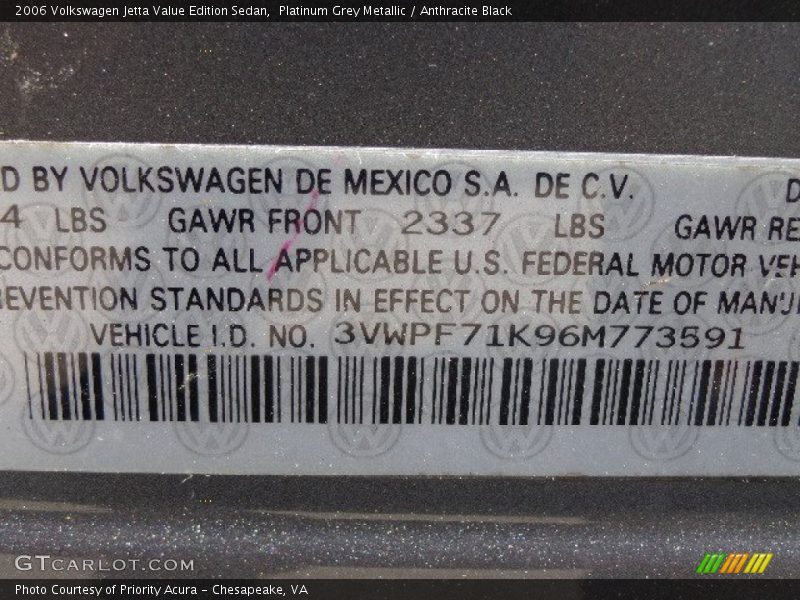 2006 Volkswagen Jetta Value Edition Sedan,  Platinum Grey Metallic / Anthracite Black
D BY VOLKSWAGEN DE MEXICO S.A. DE C.V. D
4 LBS GAWR FRONT 2337 LBS GAWR RE
CONFORMS TO ALL APPLICABLE U.S. FEDERAL MOTOR VEH
EVENTION STANDARDS IN EFFECT ON THE DATE OF MANU
VEHICLE I.D. NO. 3VWPF71K96M773591
GTCARLOT.COM
Photo Courtesy of Priority Acura - Chesapeake, VA